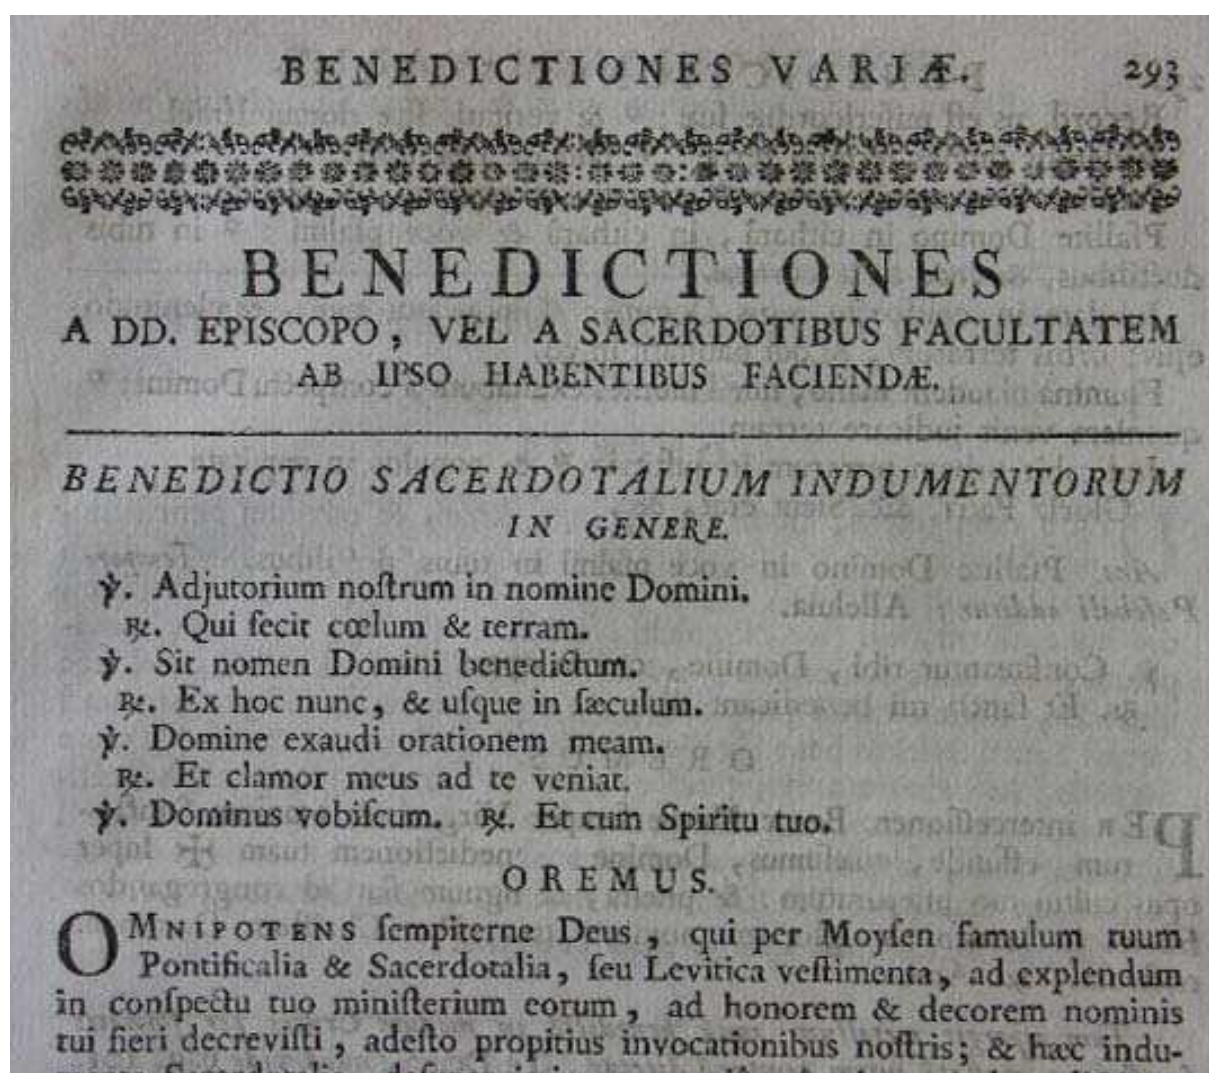 BENEDICTIONES VARIÆ. 293
BENEDICTIONES
A DD. EPISCOPO, VEL A SACERDOTIBUS FACULTATEM
AB IPSO HABENTIBUS FACIENDÆ.
BENEDICTIO SACERDOTALIUM INDUMENTORUM
IN GENERE.
℣. Adjutorium noſtrum in nomine Domini.
℟. Qui fecit cœlum & terram.
℣. Sit nomen Domini benedictum.
℟. Ex hoc nunc, & uſque in ſæculum.
℣. Domine exaudi orationem meam.
℟. Et clamor meus ad te veniat.
℣. Dominus vobiſcum. ℟. Et cum Spiritu tuo.
OREMUS.
OMNIPOTENS ſempiterne Deus, qui per Moyſen famulum tuum
Pontificalia & Sacerdotalia, ſeu Levitica veſtimenta, ad explendum
in conſpectu tuo miniſterium eorum, ad honorem & decorem nominis
tui fieri decreviſti, adeſto propitius invocationibus noſtris; & hæc indu-